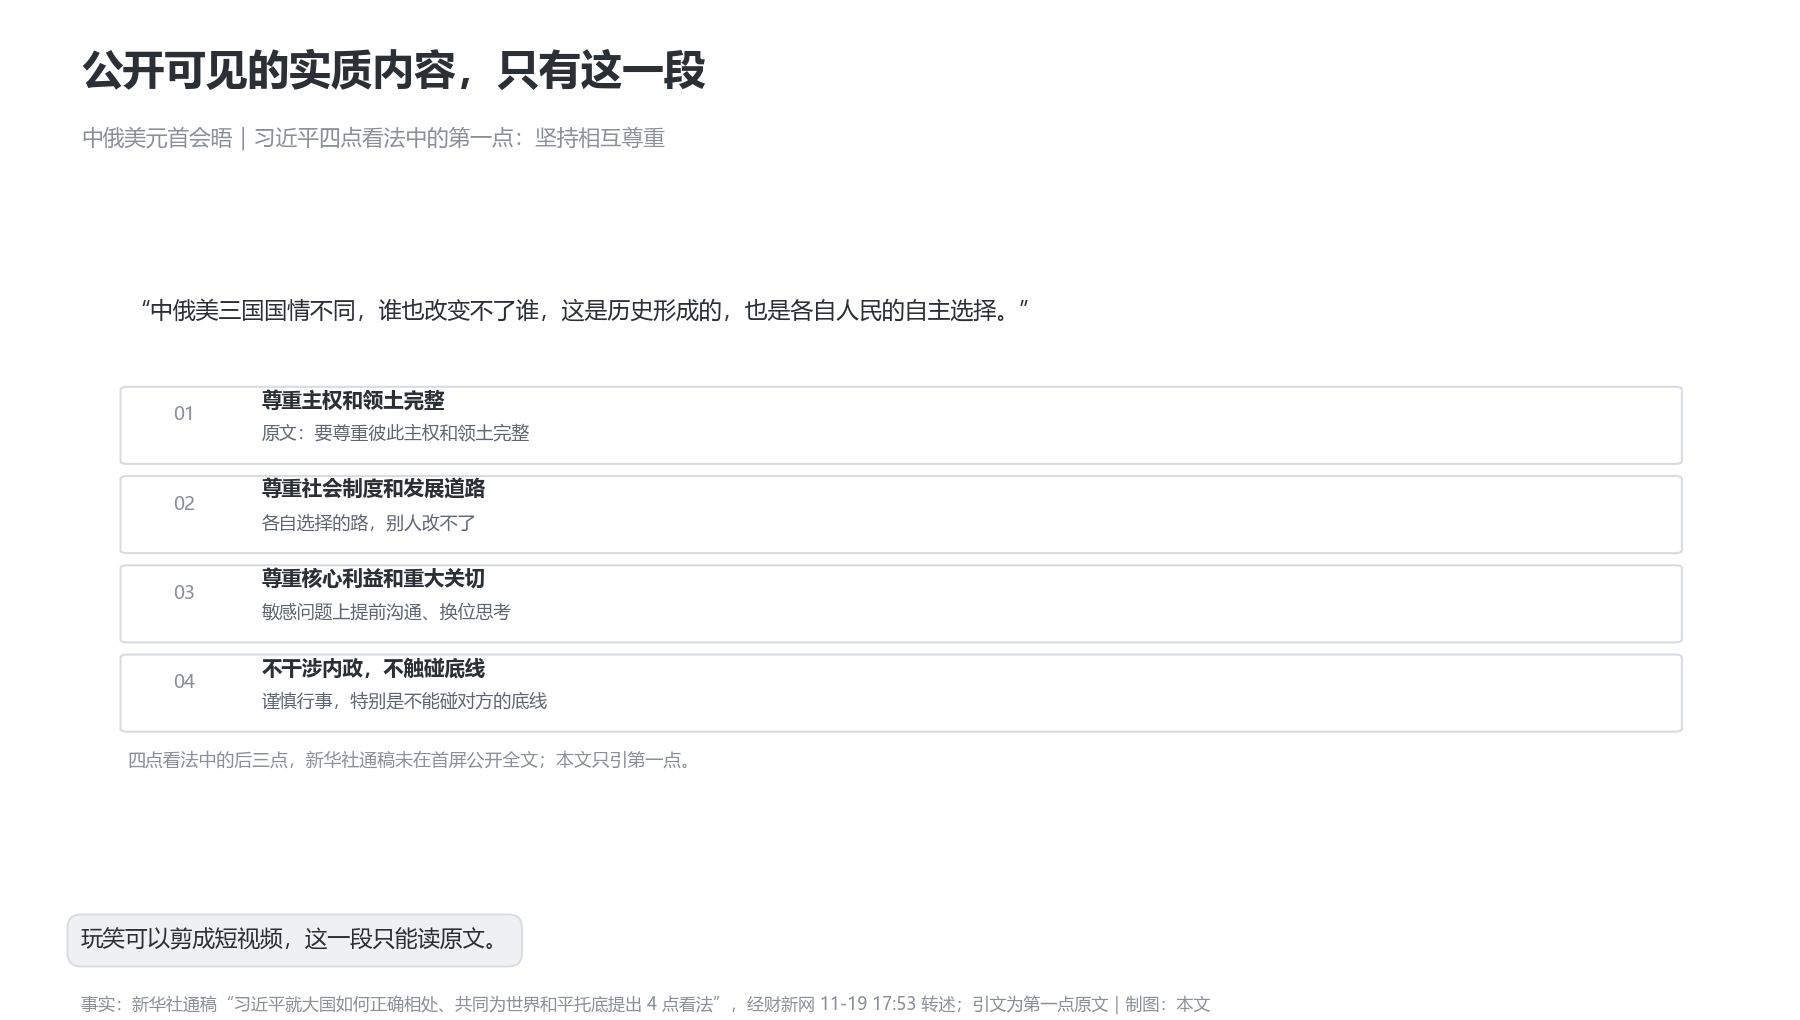 公开可见的实质内容，只有这一段
中俄美元首会晤 | 习近平四点看法中的第一点：坚持相互尊重
“中俄美三国国情不同，谁也改变不了谁，这是历史形成的，也是各自人民的自主选择。”
01
尊重主权和领土完整
原文：要尊重彼此主权和领土完整
02
尊重社会制度和发展道路
各自选择的路，别人改不了
03
尊重核心利益和重大关切
敏感问题上提前沟通、换位思考
04
不干涉内政，不触碰底线
谨慎行事，特别是不能碰对方的底线
四点看法中的后三点，新华社通稿未在首屏公开全文；本文只引第一点。
玩笑可以剪成短视频，这一段只能读原文。
事实：新华社通稿“习近平就大国如何正确相处、共同为世界和平托底提出 4 点看法”，经财新网 11-19 17:53 转述；引文为第一点原文 | 制图：本文